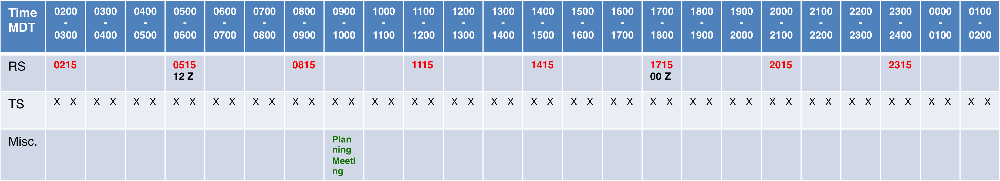 Time MDT 0200 - 0300 0300 - 0400 0400 - 0500 0500 - 0600 0600 - 0700 0700 - 0800 0800 - 0900 0900 - 1000 1000 - 1100 1100 - 1200 1200 - 1300 1300 - 1400 1400 - 1500 1500 - 1600 1600 - 1700 1700 - 1800 1800 - 1900 1900 - 2000 2000 - 2100 2100 - 2200 2200 - 2300 2300 - 2400 0000 - 0100 0100 - 0200
RS 0215 0515 0815 1115 1415 1715 2015 2315
12 Z 00 Z
TS X X X X X X X X X X X X X X X X X X X X X X X X X X X X X X X X X X X X X X X X X X X X X X X X
Misc. Plan
ning
Meeti
ng